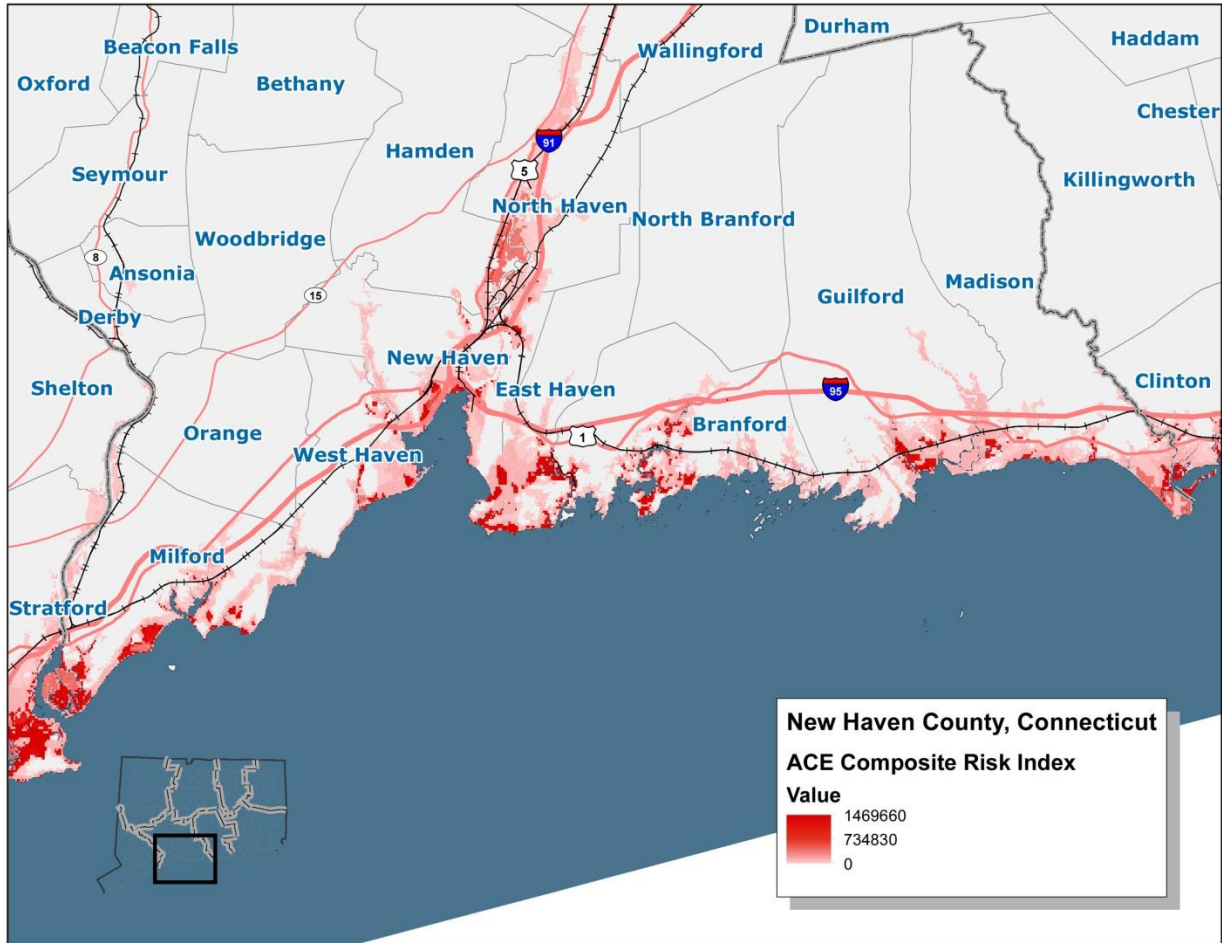 Durham
Haddam
Beacon Falls
Wallingford
Oxford
Bethany
Chester
91
Hamden
5
Seymour
Killingworth
North Haven
North Branford
Woodbridge
8
Ansonia
15
Madison
Guilford
Derby
New Haven
Shelton
East Haven
95
Clinton
Orange
1
Branford
West Haven
Milford
Stratford
New Haven County, Connecticut
ACE Composite Risk Index
Value
1469660
734830
0